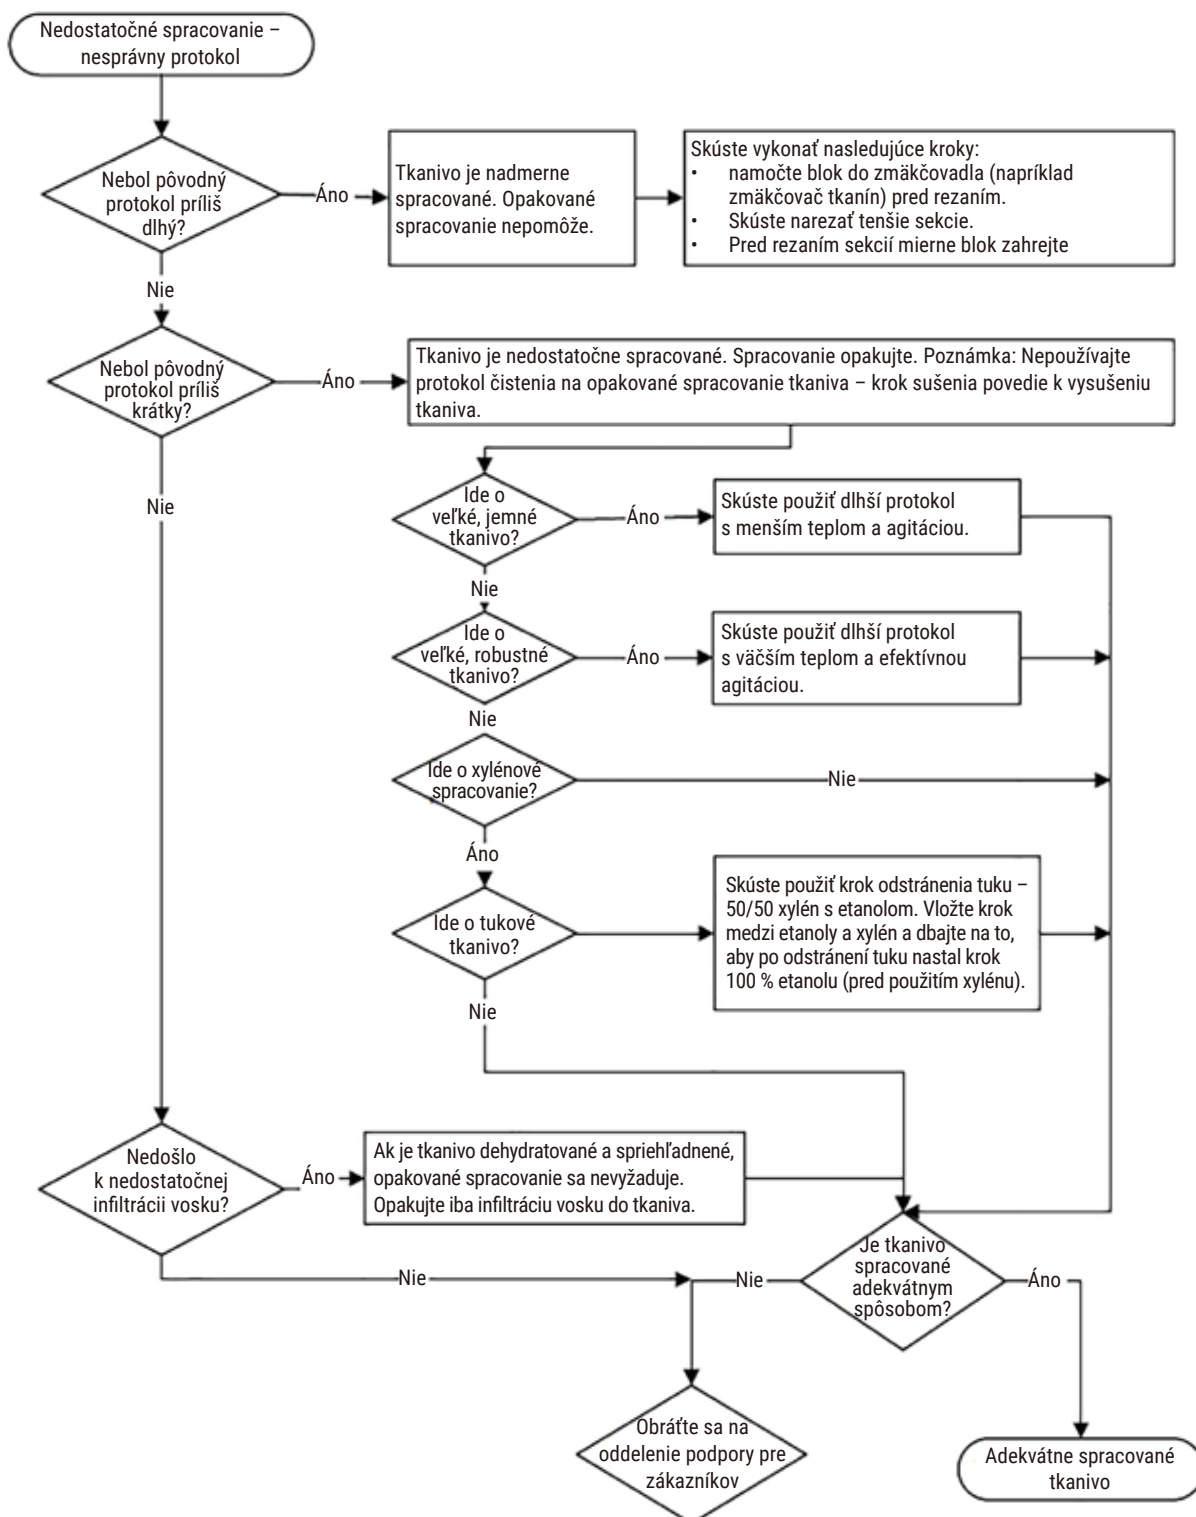 Nedostatočné spracovanie –
nesprávny protokol
Nebol pôvodný
protokol príliš
dlhý?
Áno
Tkanivo je nadmerne
spracované. Opakované
spracovanie nepomôže.
Skúste vykonať nasledujúce kroky:
• namočte blok do zmäkčovadla (napríklad
zmäkčovač tkanín) pred rezaním.
• Skúste narezať tenšie sekcie.
• Pred rezaním sekcií mierne blok zahrejte
Nie
Nebol pôvodný
protokol príliš
krátky?
Áno
Tkanivo je nedostatočne spracované. Spracovanie opakujte. Poznámka: Nepoužívajte
protokol čistenia na opakované spracovanie tkaniva – krok sušenia povedie k vysušeniu
tkaniva.
Nie
Ide o
veľké, jemné
tkanivo?
Áno
Skúste použiť dlhší protokol
s menším teplom a agitáciou.
Nie
Ide o
veľké, robustné
tkanivo?
Áno
Skúste použiť dlhší protokol
s väčším teplom a efektívnou
agitáciou.
Nie
Ide o xylénové
spracovanie?
Nie
Áno
Ide o tukové
tkanivo?
Skúste použiť krok odstránenia tuku –
50/50 xylén s etanolom. Vložte krok
medzi etanoly a xylén a dbajte na to,
aby po odstránení tuku nastal krok
100 % etanolu (pred použitím xylénu).
Nie
Nedošlo
k nedostatočnej
infiltrácii vosku?
Áno
Ak je tkanivo dehydratované a spriehľadnené,
opakované spracovanie sa nevyžaduje.
Opakujte iba infiltráciu vosku do tkaniva.
Nie
Je tkanivo
spracované
adekvátnym
spôsobom?
Nie
Áno
Obráťte sa na
oddelenie podpory pre
zákazníkov
Adekvátne spracované
tkanivo